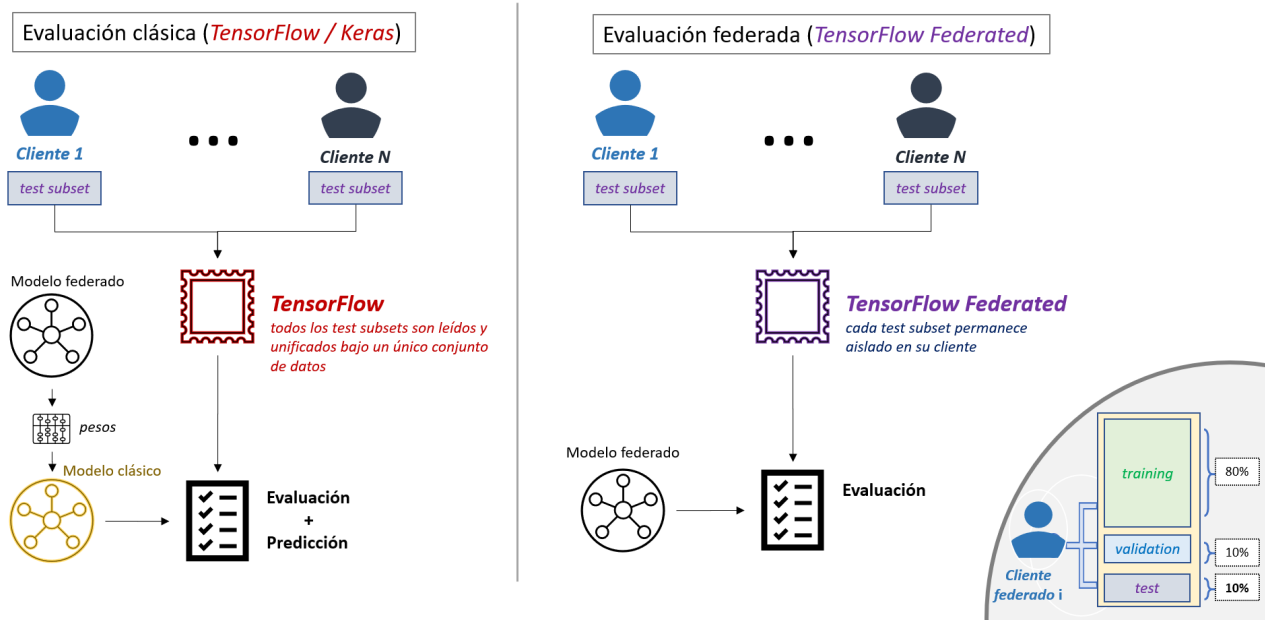 Evaluación clásica (TensorFlow / Keras)
Cliente 1
Cliente N
test subset
test subset
Modelo federado
TensorFlow
todos los test subsets son leídos y
unificados bajo un único conjunto
de datos
pesos
Modelo clásico
Evaluación
+
Predicción
Evaluación federada (TensorFlow Federated)
Cliente 1
Cliente N
test subset
test subset
TensorFlow Federated
cada test subset permanece
aislado en su cliente
Modelo federado
Evaluación
training
80%
validation
10%
test
10%
Cliente
federado i